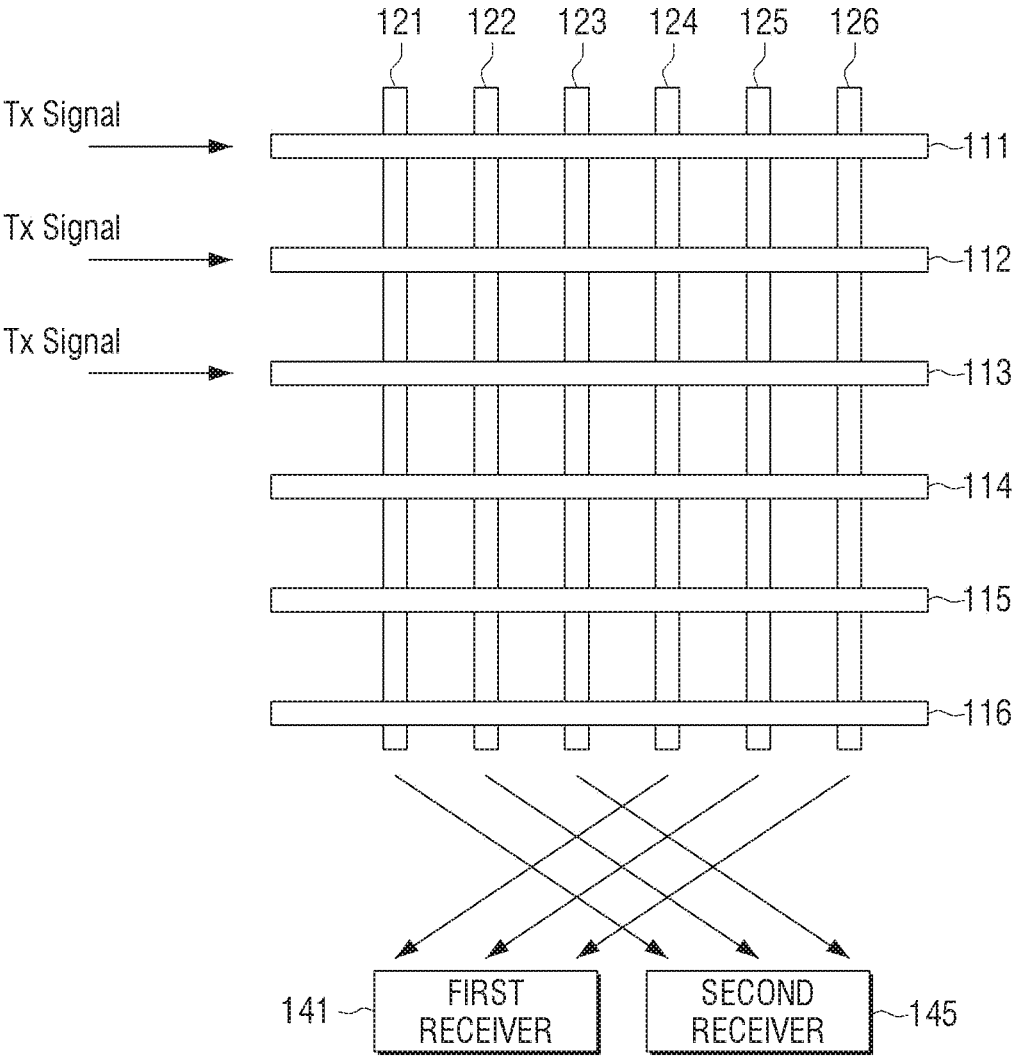 121 122 123 124 125 126
Tx Signal
111
Tx Signal
112
Tx Signal
113
114
115
116
141 FIRST RECEIVER
SECOND RECEIVER 145